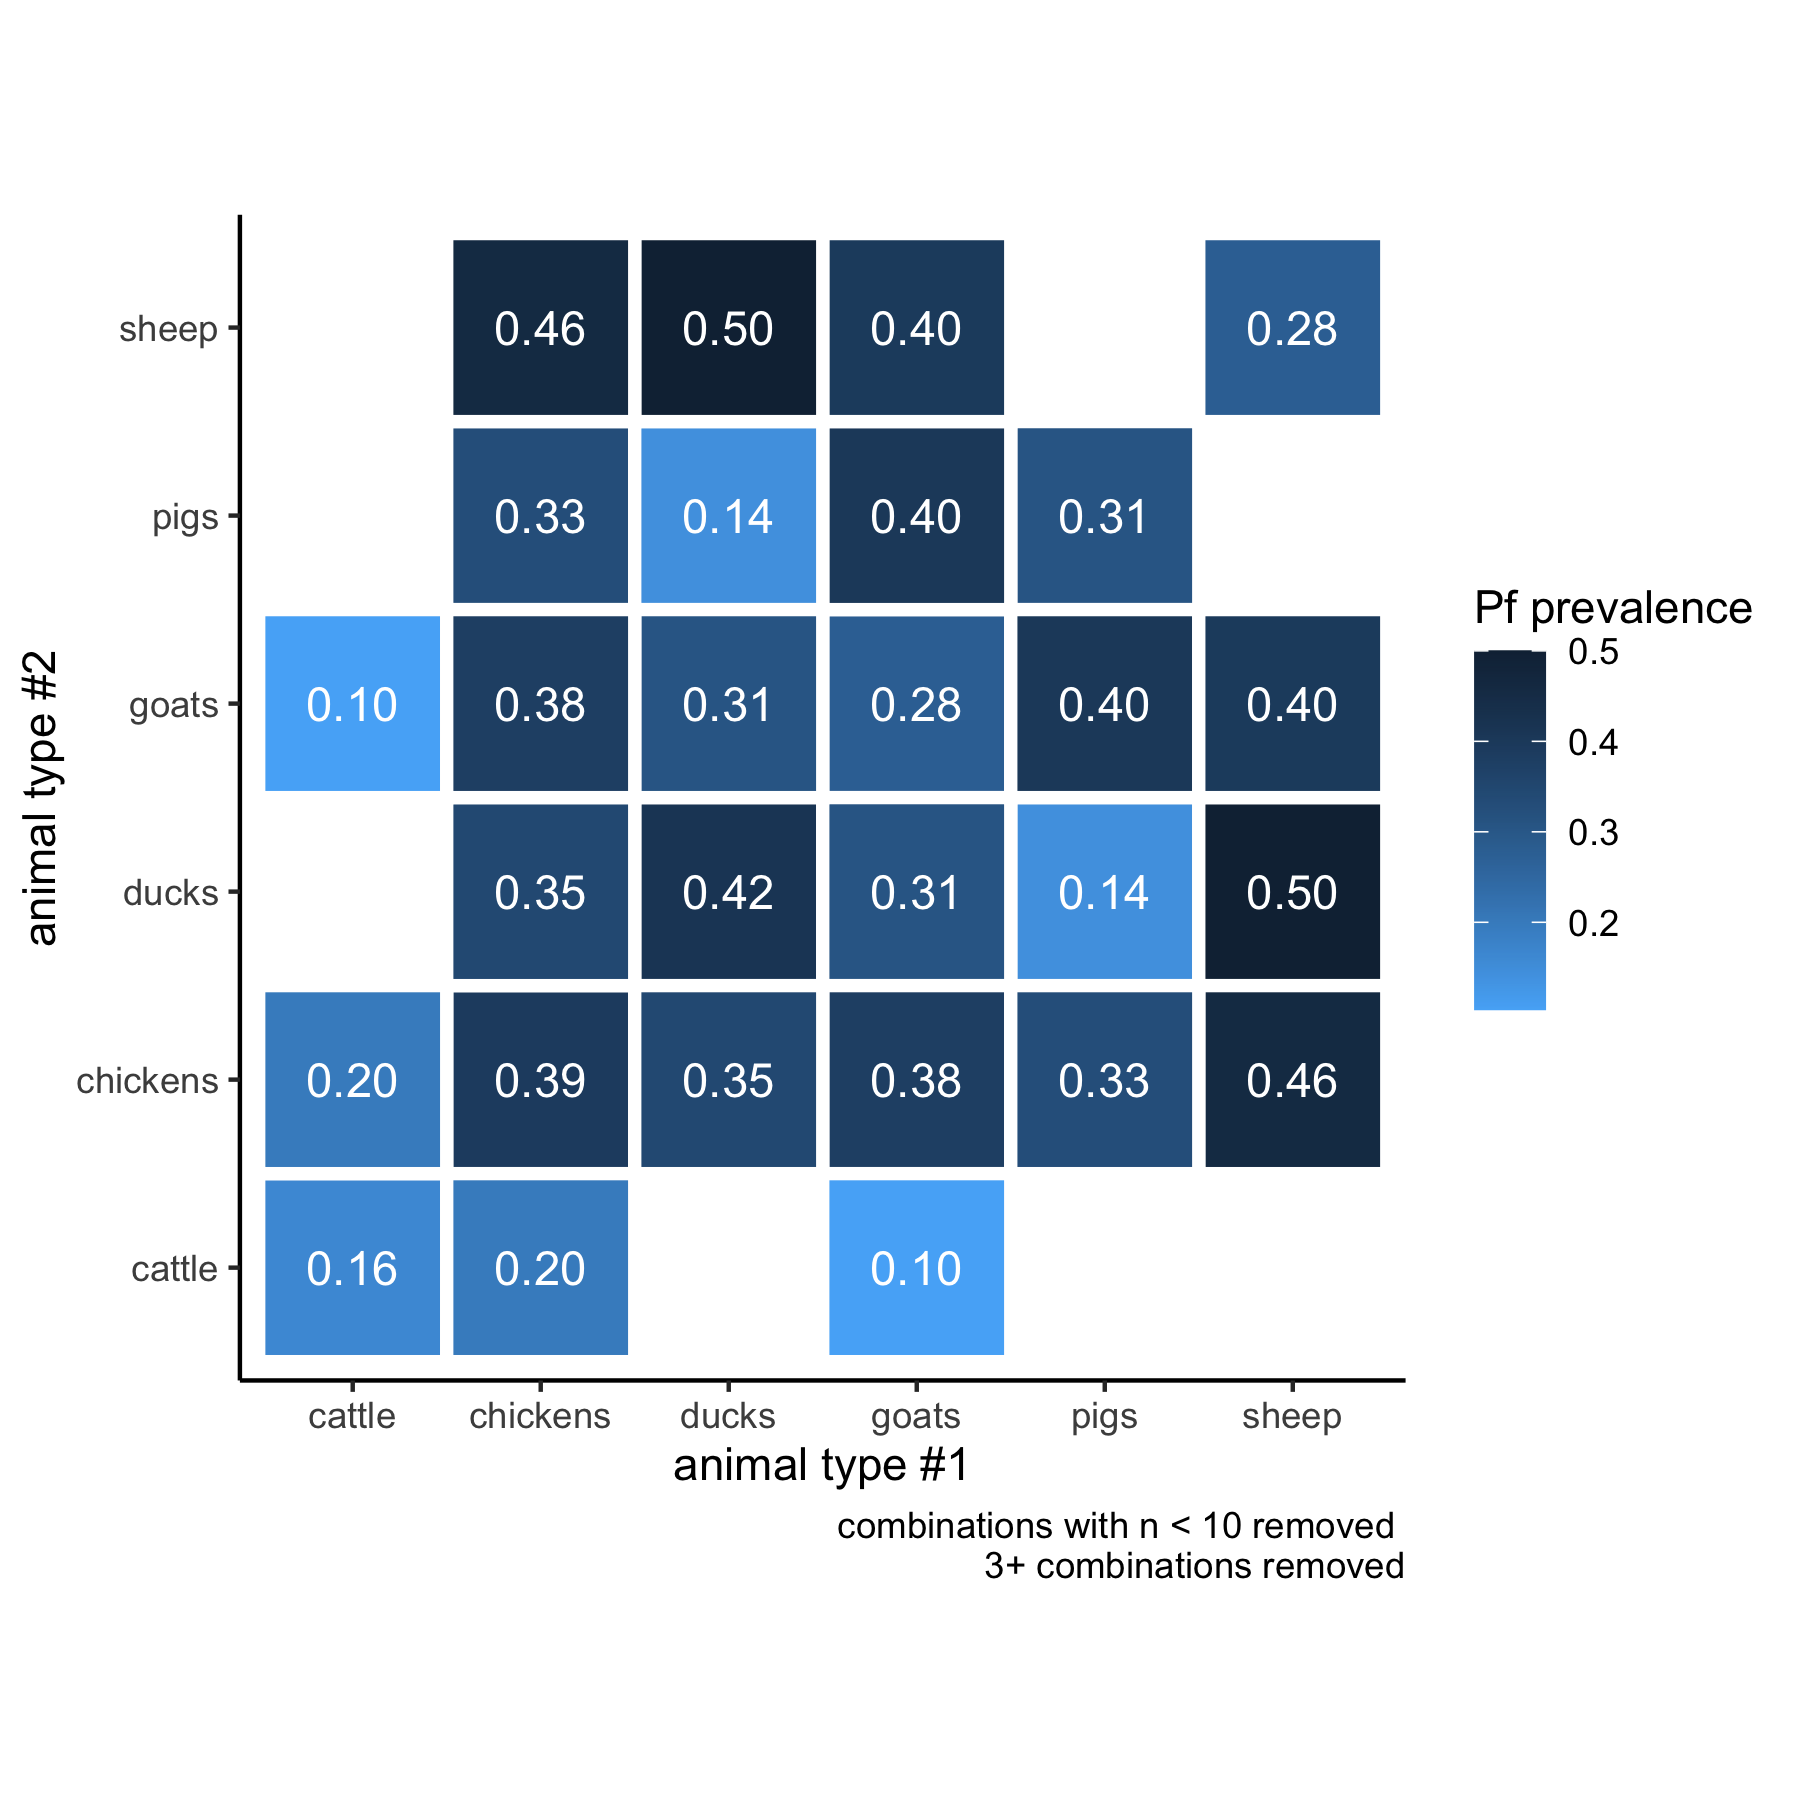 sheep 0.46 0.50 0.40 0.28
pigs 0.33 0.14 0.40 0.31
goats 0.10 0.38 0.31 0.28 0.40 0.40
ducks 0.35 0.42 0.31 0.14 0.50
chickens 0.20 0.39 0.35 0.38 0.33 0.46
cattle 0.16 0.20 0.10
cattle chickens ducks goats pigs sheep
animal type #1
animal type #2
combinations with n < 10 removed
3+ combinations removed
Pf prevalence
0.5
0.4
0.3
0.2